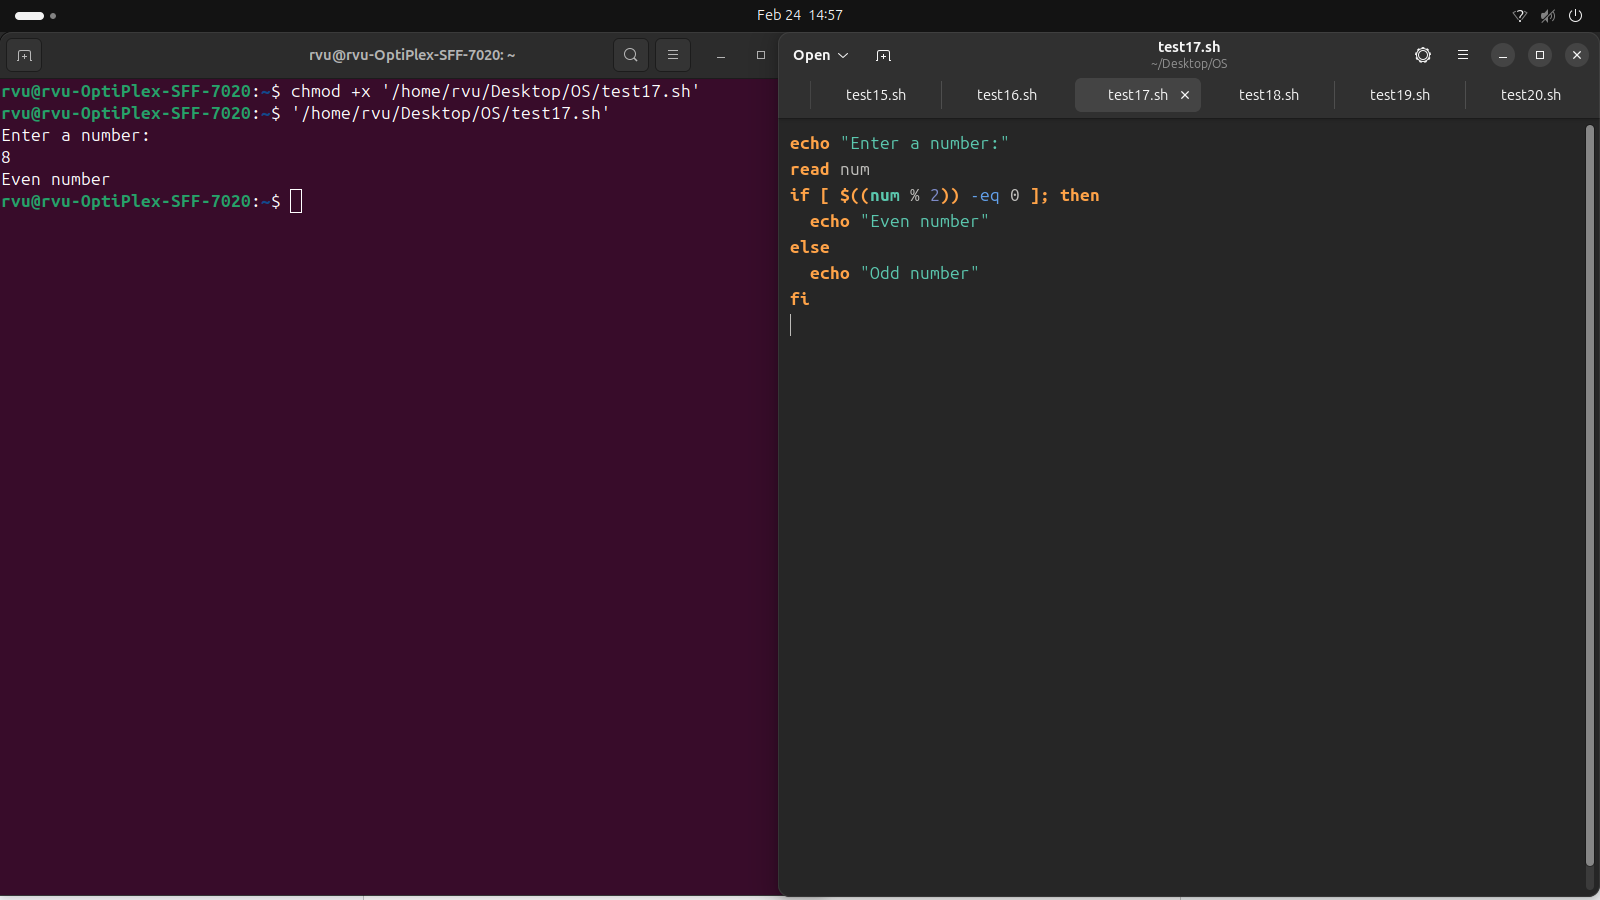 Feb 24 14:57
rvu@rvu-OptiPlex-SFF-7020: ~
rvu@rvu-OptiPlex-SFF-7020:~$ chmod +x '/home/rvu/Desktop/OS/test17.sh'
rvu@rvu-OptiPlex-SFF-7020:~$ '/home/rvu/Desktop/OS/test17.sh'
Enter a number:
8
Even number
rvu@rvu-OptiPlex-SFF-7020:~$
Open
test17.sh
~/Desktop/OS
test15.sh test16.sh test17.sh test18.sh test19.sh test20.sh
echo "Enter a number:"
read num
if [ $((num % 2)) -eq 0 ]; then
  echo "Even number"
else
  echo "Odd number"
fi